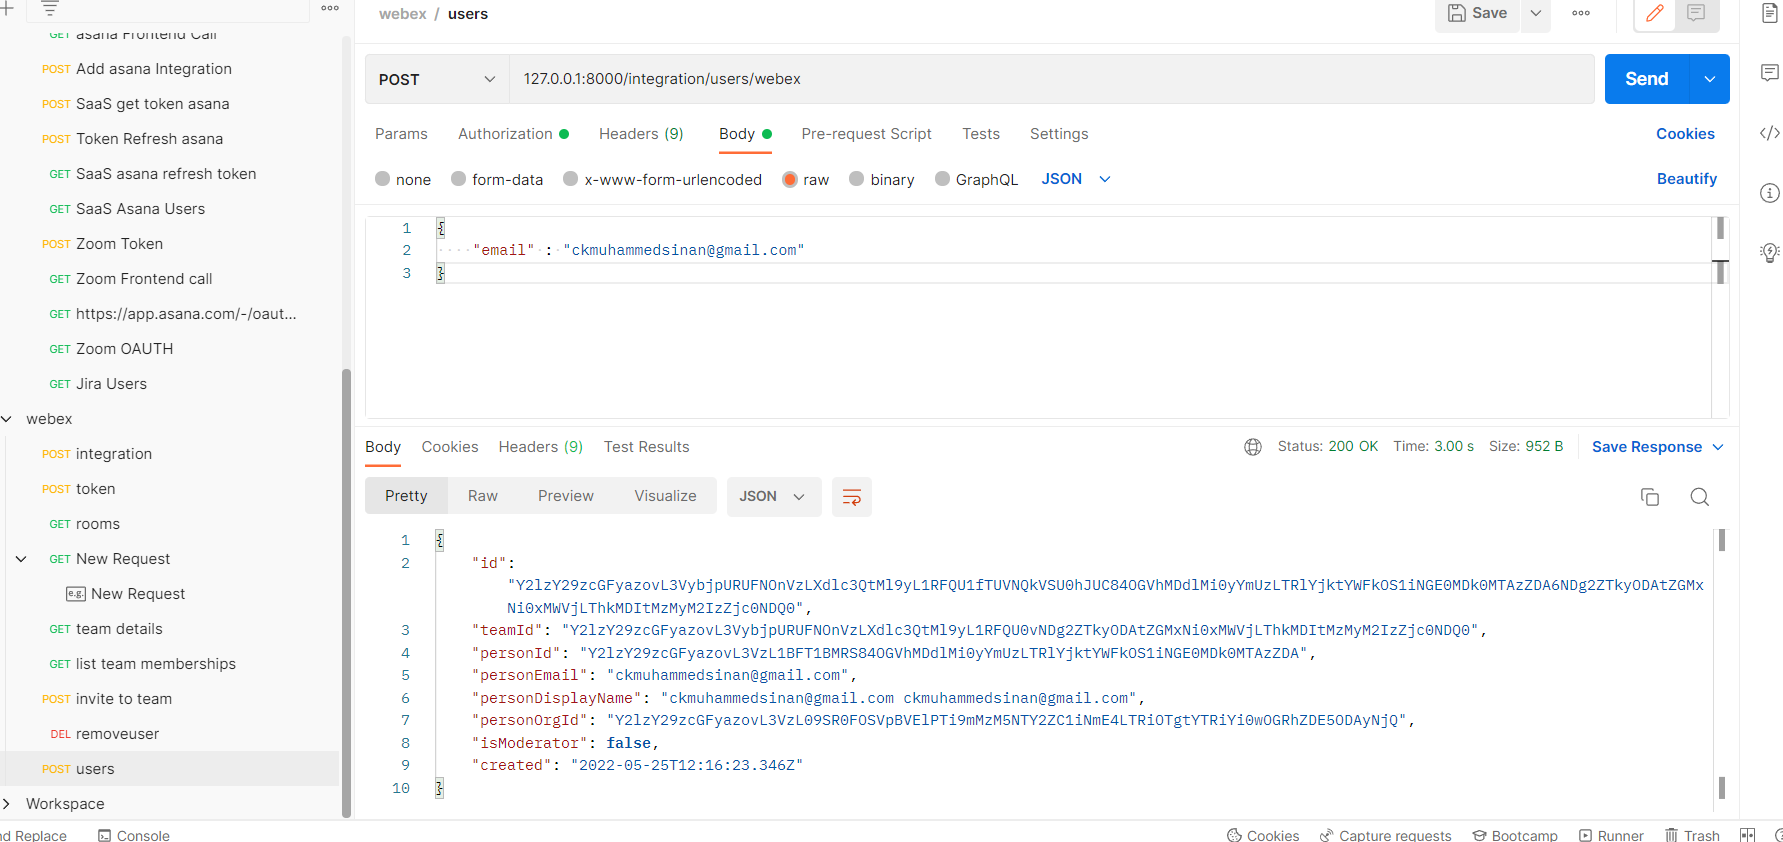 webex / users
Save
asana Frontend Call
GET
POST Add asana Integration
POST SaaS get token asana
POST Token Refresh asana
GET SaaS asana refresh token
GET SaaS Asana Users
POST Zoom Token
GET Zoom Frontend call
GET https://app.asana.com/-/oaut...
GET Zoom OAUTH
GET Jira Users
webex
POST integration
POST token
GET rooms
GET New Request
e.g. New Request
GET team details
GET list team memberships
POST invite to team
DEL removeuser
POST users
Workspace
POST 127.0.0.1:8000/integration/users/webex Send
Params Authorization Headers (9) Body Pre-request Script Tests Settings Cookies
none form-data x-www-form-urlencoded raw binary GraphQL JSON Beautify
1 {
2 "email" : "ckmuhammedsinan@gmail.com"
3 }
Body Cookies Headers (9) Test Results Status: 200 OK Time: 3.00 s Size: 952 B Save Response
Pretty Raw Preview Visualize JSON
1 {
2 "id":
"Y2lzY29zcGFyazovL3VybjpURUFNOnVzLXdlc3QtMl9yL1RFQU1fTUVNQkVSU0hJUC84OGVhMDdlMi0yYmUzLTRlYjktYWFkOS1iNGE0MDk0MTAzZDA6NDg2ZTkyODAtZGMx
Ni0xMWVjLThkMDItMzMyM2IzZjc0NDQ0",
3 "teamId": "Y2lzY29zcGFyazovL3VybjpURUFNOnVzLXdlc3QtMl9yL1RFQU0vNDg2ZTkyODAtZGMxNi0xMWVjLThkMDItMzMyM2IzZjc0NDQ0",
4 "personId": "Y2lzY29zcGFyazovL3VzL1BFT1BMRS84OGVhMDdlMi0yYmUzLTRlYjktYWFkOS1iNGE0MDk0MTAzZDA",
5 "personEmail": "ckmuhammedsinan@gmail.com",
6 "personDisplayName": "ckmuhammedsinan@gmail.com ckmuhammedsinan@gmail.com",
7 "personOrgId": "Y2lzY29zcGFyazovL3VzL09SR0FOSVpBVElPTi9mMzM5NTY2ZC1iNmE4LTRiOTgtYTRiYi0wOGRhZDE5ODAyNjQ",
8 "isModerator": false,
9 "created": "2022-05-25T12:16:23.346Z"
10 }
nd Replace Console Cookies Capture requests Bootcamp Runner Trash